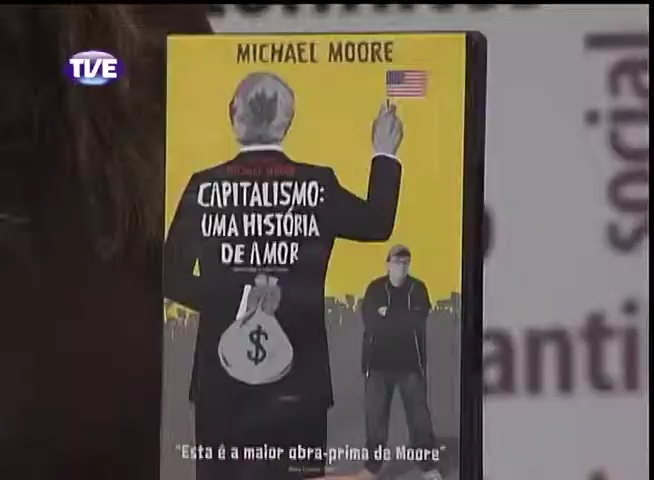 TVE
MICHAEL MOORE
CAPITALISMO:
UMA HISTÓRIA
DE AMOR
$
"Esta é a maior obra-prima de Moore"
social
anti